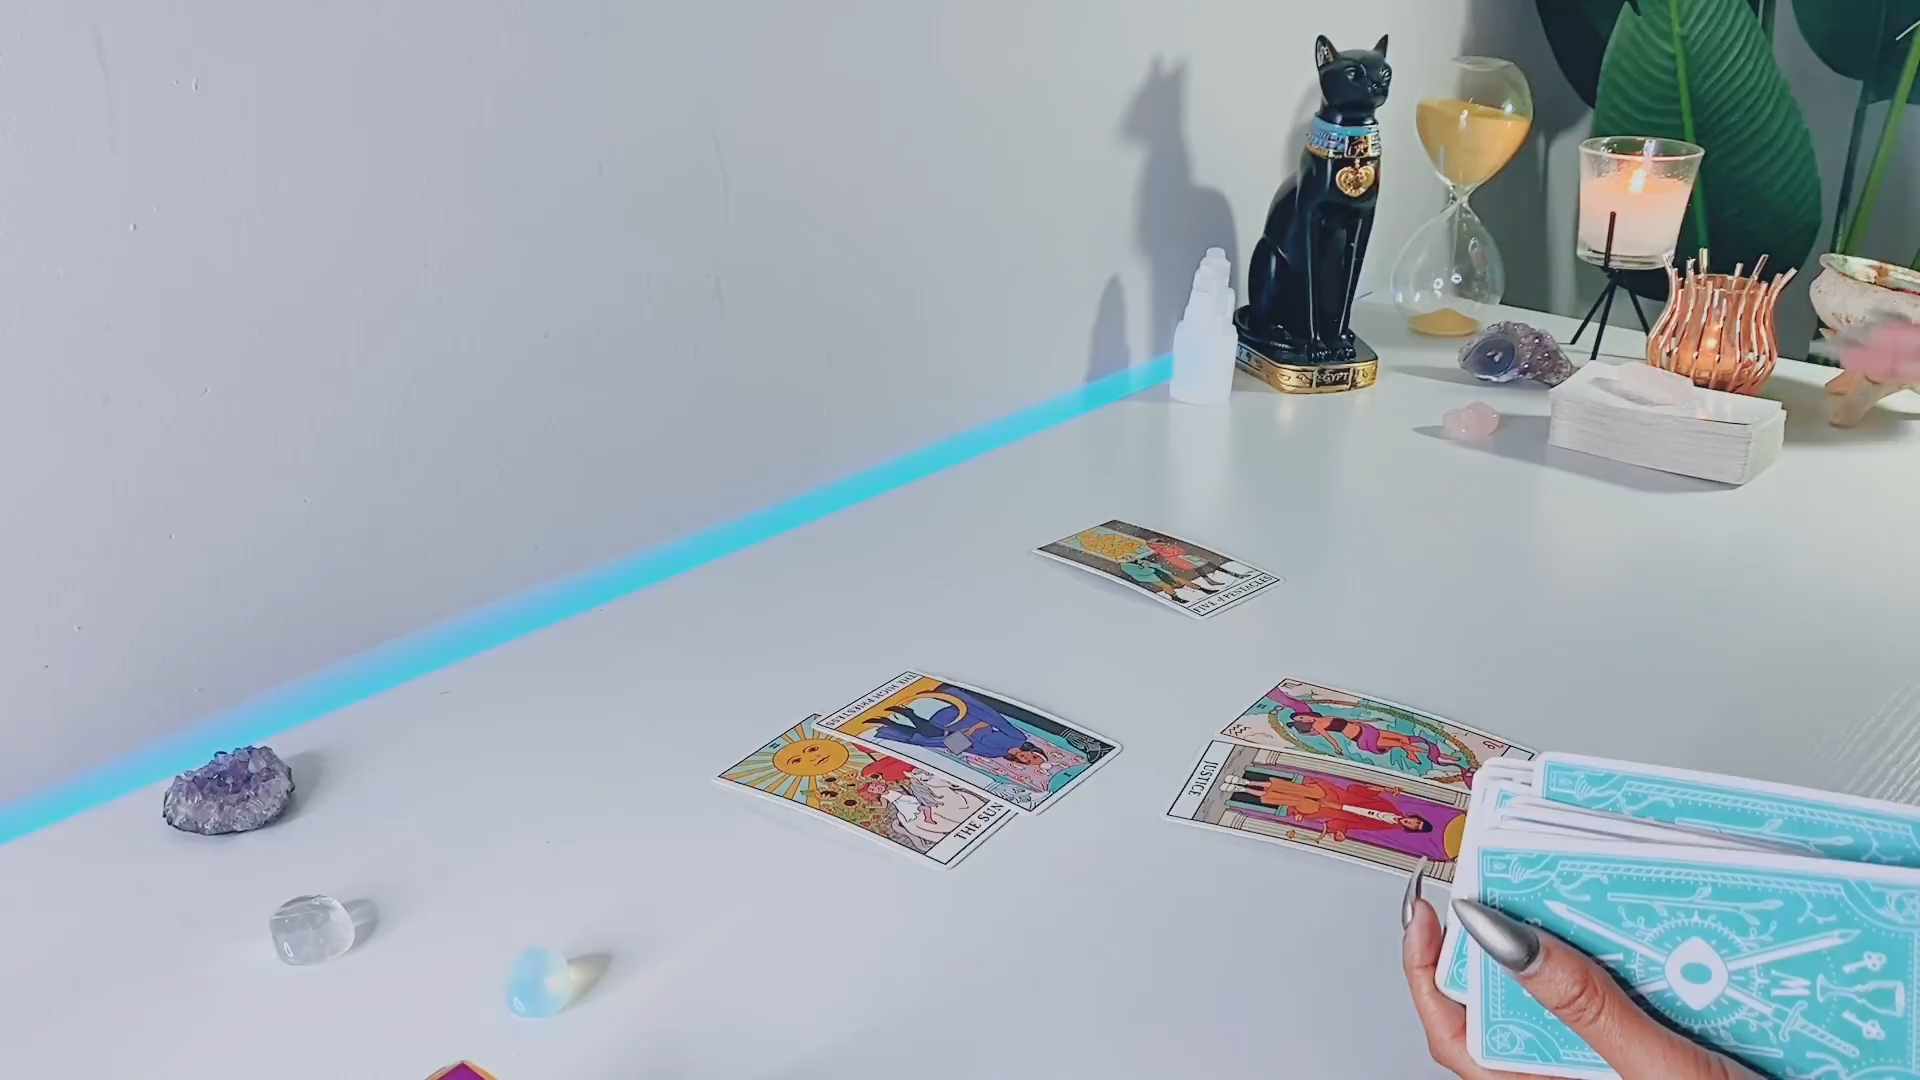 EGYPT
FIVE of PENTACLES
THE HIGH PRIESTESS
THE SUN
JUSTICE
W